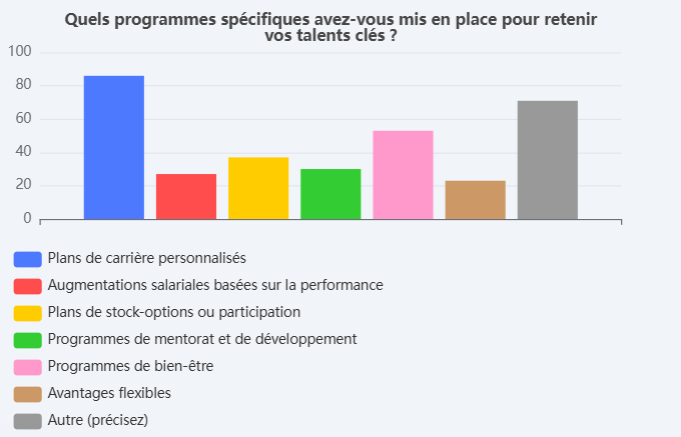 Quels programmes spécifiques avez-vous mis en place pour retenir
vos talents clés ?
100
80
60
40
20
0
Plans de carrière personnalisés
Augmentations salariales basées sur la performance
Plans de stock-options ou participation
Programmes de mentorat et de développement
Programmes de bien-être
Avantages flexibles
Autre (précisez)